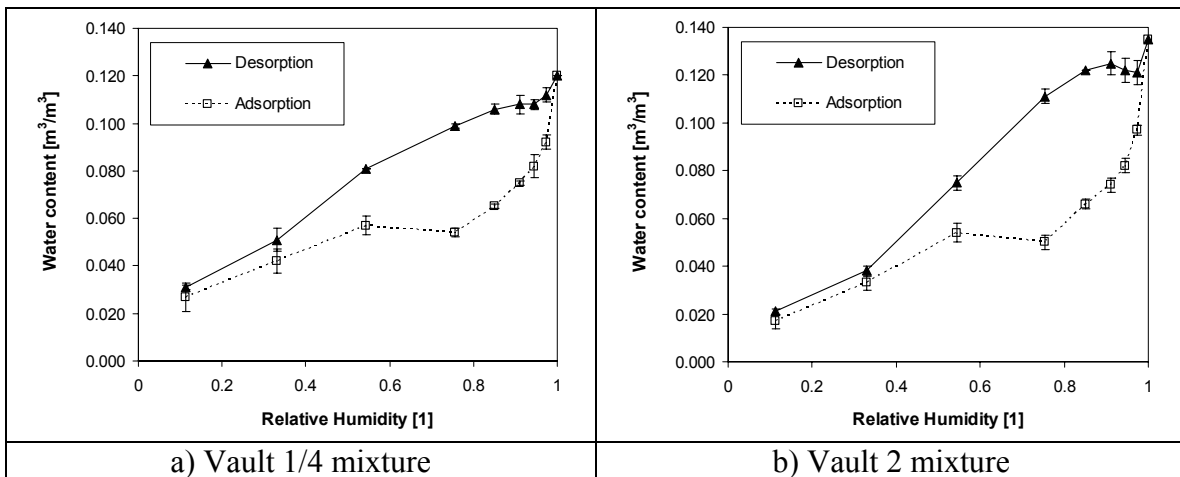 0.140
0.120
0.100
0.080
0.060
0.040
0.020
0.000
Water content [m³/m³]
Desorption
Adsorption
0 0.2 0.4 0.6 0.8 1
Relative Humidity [1]
a) Vault 1/4 mixture
0.140
0.120
0.100
0.080
0.060
0.040
0.020
0.000
Water content [m³/m³]
Desorption
Adsorption
0 0.2 0.4 0.6 0.8 1
Relative Humidity [1]
b) Vault 2 mixture